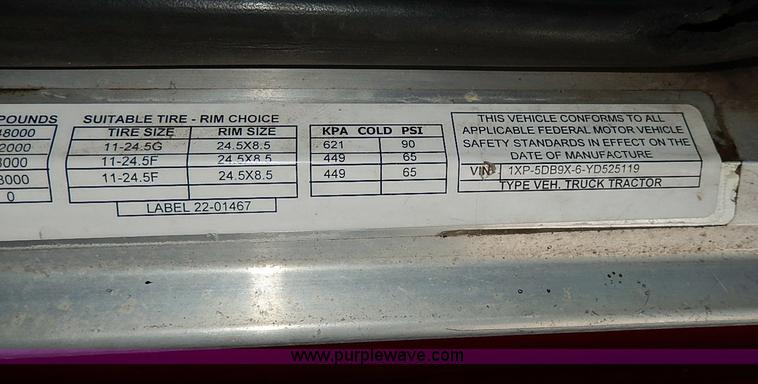 POUNDS
48000
2000
8000
0
SUITABLE TIRE - RIM CHOICE
TIRE SIZE RIM SIZE
11-24.5G 24.5X8.5
11-24.5F 24.5X8.5
11-24.5F 24.5X8.5
LABEL 22-01467
KPA COLD PSI
621 90
449 65
449 65
THIS VEHICLE CONFORMS TO ALL
APPLICABLE FEDERAL MOTOR VEHICLE
SAFETY STANDARDS IN EFFECT ON THE
DATE OF MANUFACTURE
VIN 1XP-5DB9X-6-YD525119
TYPE VEH. TRUCK TRACTOR
www.purplewave.com